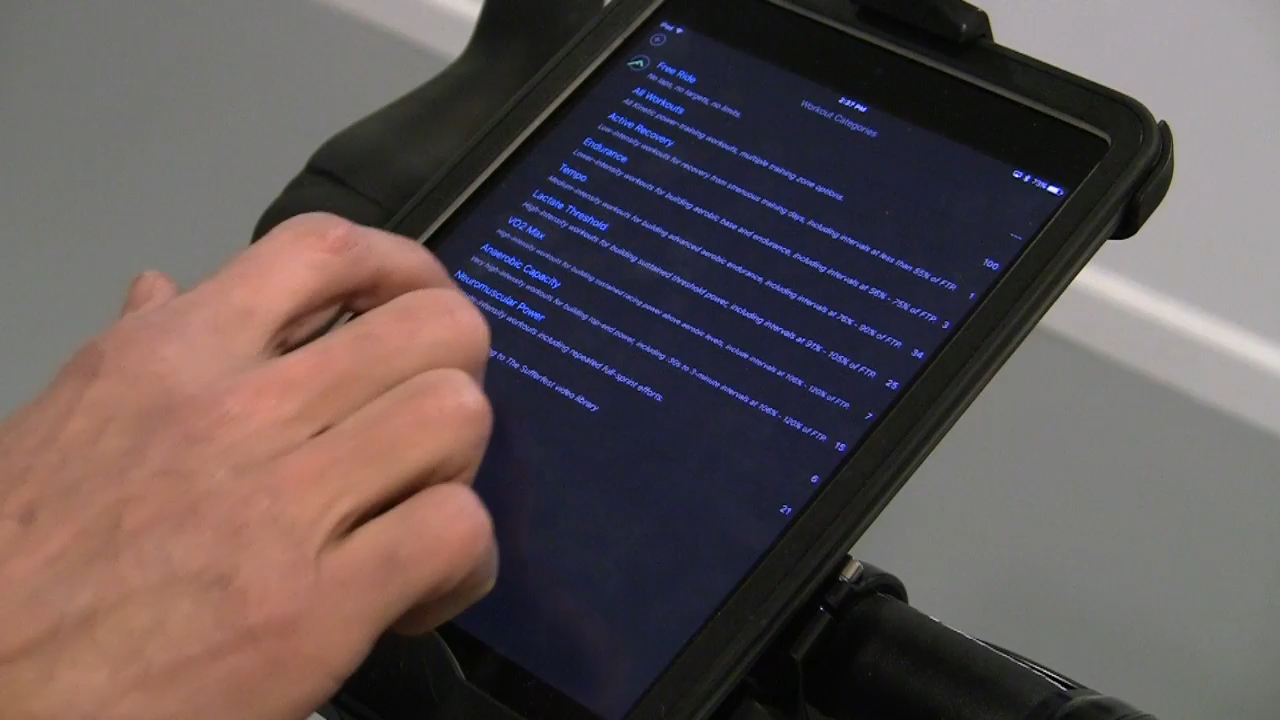 iPad
2:37 PM
73%
Workout Categories
Free Ride
No laps, no targets, no limits.
...
All Workouts
All Kinetic power-training workouts, multiple training zone options.
100
Active Recovery
Low-intensity workouts for recovery from strenuous training days, including intervals at less than 55% of FTP.
1
Endurance
Lower-intensity workouts for building aerobic base and endurance, including intervals at 56% - 75% of FTP.
3
Tempo
Medium-intensity workouts for building advanced aerobic endurance, including intervals at 76% - 90% of FTP.
34
Lactate Threshold
High-intensity workouts for building sustained threshold power, including intervals at 91% - 105% of FTP.
25
VO2 Max
High-intensity workouts for building sustained racing power above aerobic levels, include intervals at 106% - 120% of FTP.
7
Anaerobic Capacity
Very high-intensity workouts for building top-end power, including :30s to 3-minute intervals at 106% - 120% of FTP.
15
Neuromuscular Power
workouts including repeated full-sprint efforts.
6
to The Sufferfest video library
21